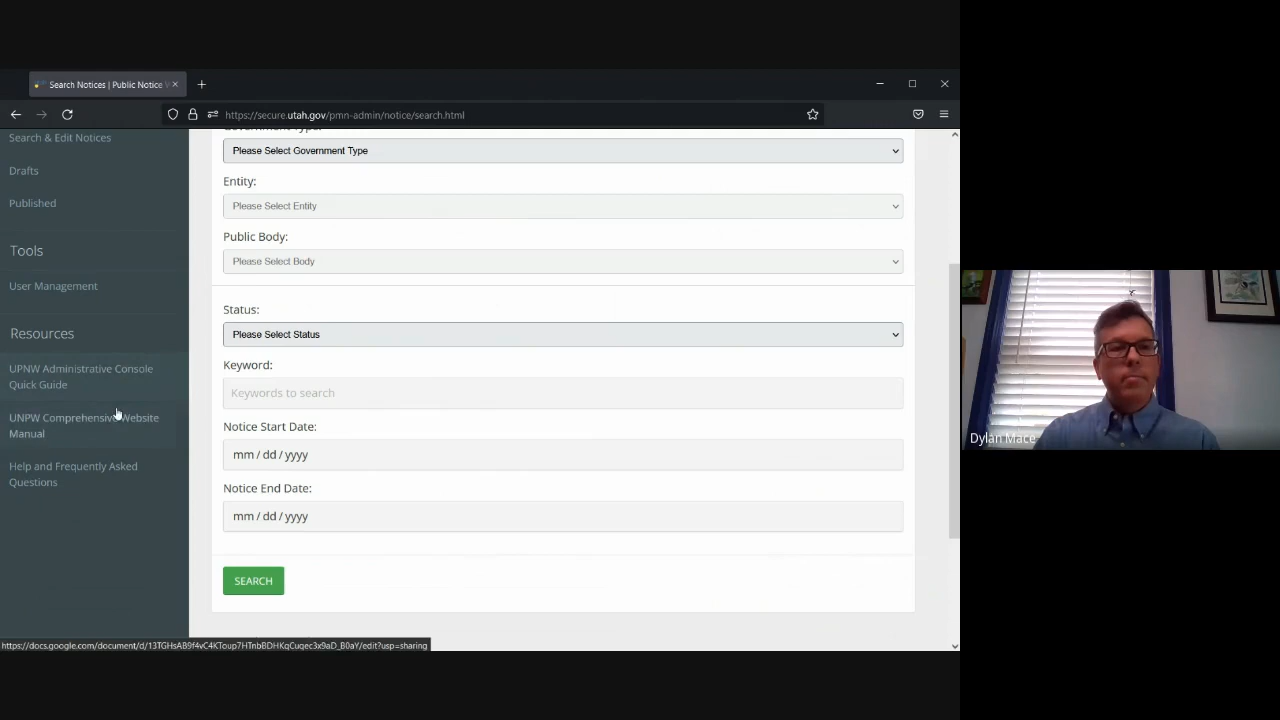 Search Notices | Public Notice
https://secure.utah.gov/pmn-admin/notice/search.html
Search & Edit Notices
Drafts
Published
Tools
User Management
Resources
UPNW Administrative Console
Quick Guide
UNPW Comprehensive Website
Manual
Help and Frequently Asked
Questions
Government Type:
Please Select Government Type
Entity:
Please Select Entity
Public Body:
Please Select Body
Status:
Please Select Status
Keyword:
Keywords to search
Notice Start Date:
mm / dd / yyyy
Notice End Date:
mm / dd / yyyy
SEARCH
Dylan Mace